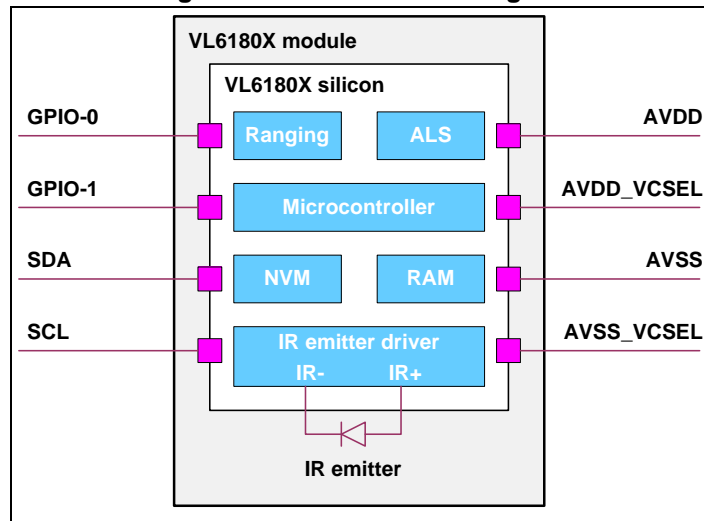 VL6180X module
VL6180X silicon
GPIO-0
Ranging
ALS
AVDD
GPIO-1
Microcontroller
AVDD_VCSEL
SDA
NVM
RAM
AVSS
SCL
IR emitter driver
AVSS_VCSEL
IR-
IR+
IR emitter